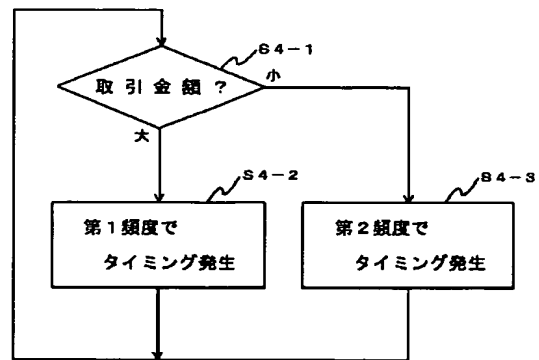 S4-1
取引金額？
小
大
S4-2
S4-3
第1頻度で
タイミング発生
第2頻度で
タイミング発生